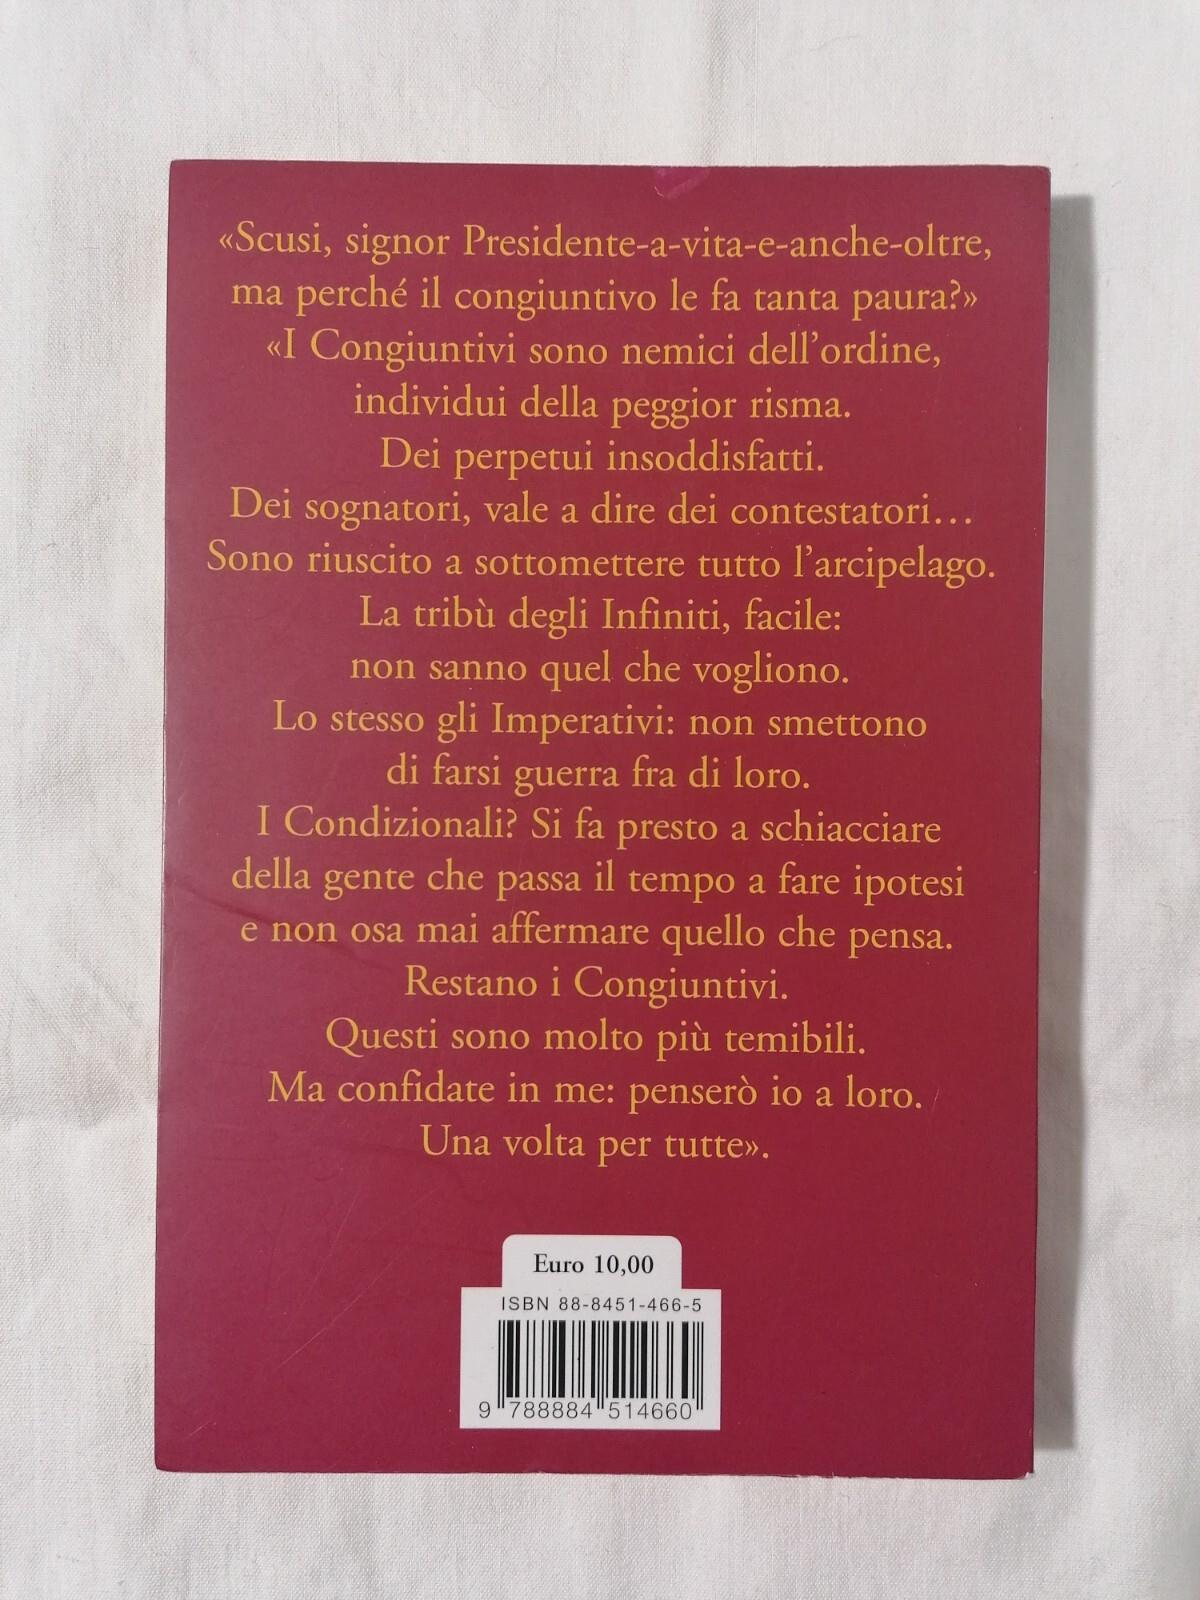 «Scusi, signor Presidente-a-vita-e-anche-oltre,
ma perché il congiuntivo le fa tanta paura?»
«I Congiuntivi sono nemici dell'ordine,
individui della peggior risma.
Dei perpetui insoddisfatti.
Dei sognatori, vale a dire dei contestatori…
Sono riuscito a sottomettere tutto l'arcipelago.
La tribù degli Infiniti, facile:
non sanno quel che vogliono.
Lo stesso gli Imperativi: non smettono
di farsi guerra fra di loro.
I Condizionali? Si fa presto a schiacciare
della gente che passa il tempo a fare ipotesi
e non osa mai affermare quello che pensa.
Restano i Congiuntivi.
Questi sono molto più temibili.
Ma confidate in me: penserò io a loro.
Una volta per tutte».
Euro 10,00
ISBN 88-8451-466-5
9 788884 514660